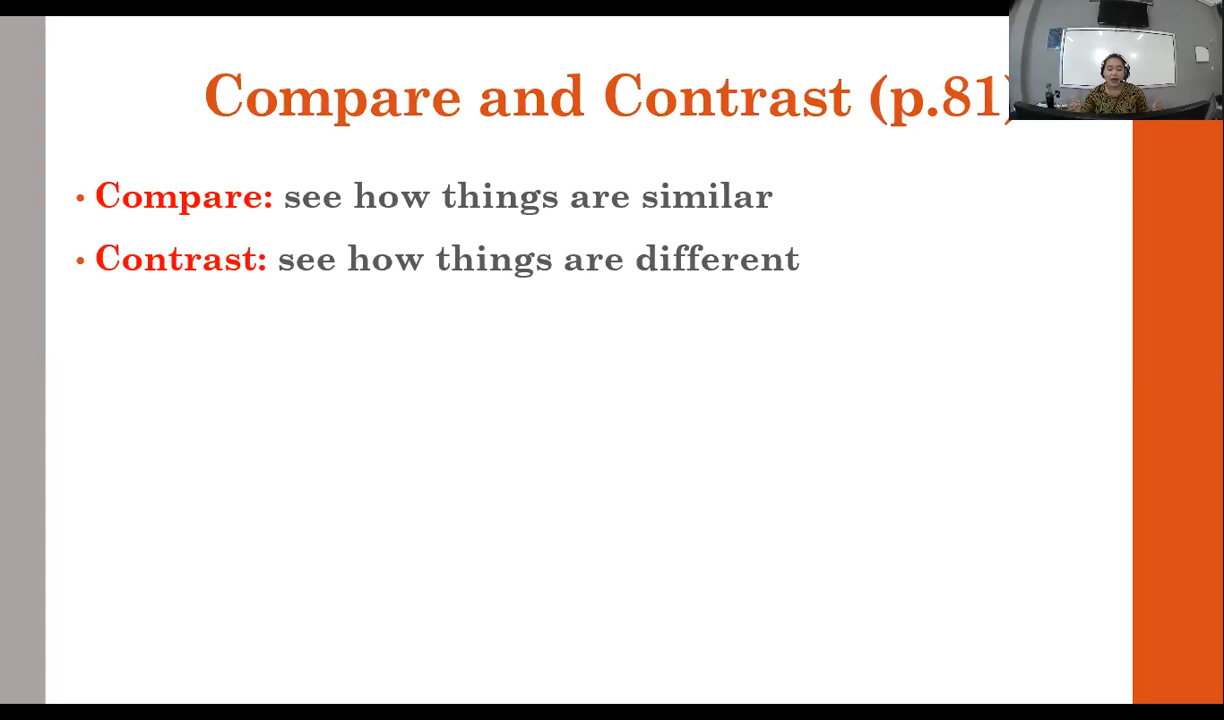 Compare and Contrast (p.81)
• Compare: see how things are similar
• Contrast: see how things are different